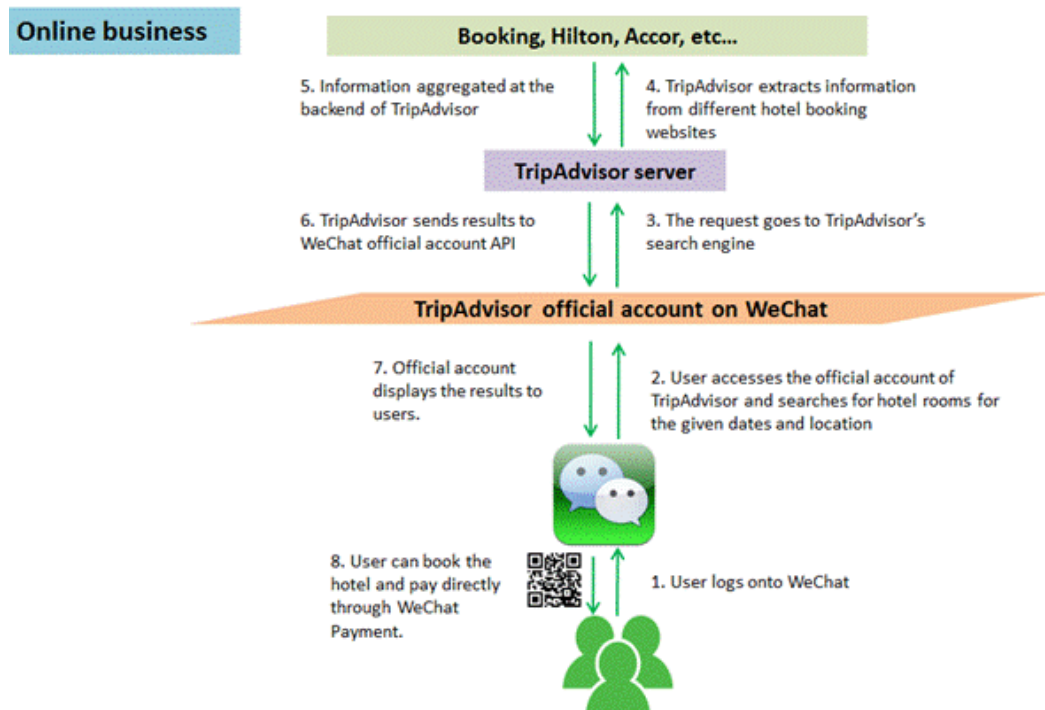 Online business
Booking, Hilton, Accor, etc...
5. Information aggregated at the
backend of TripAdvisor
4. TripAdvisor extracts information
from different hotel booking
websites
TripAdvisor server
6. TripAdvisor sends results to
WeChat official account API
3. The request goes to TripAdvisor's
search engine
TripAdvisor official account on WeChat
7. Official account
displays the results to
users.
2. User accesses the official account of
TripAdvisor and searches for hotel rooms for
the given dates and location
8. User can book the
hotel and pay directly
through WeChat
Payment.
1. User logs onto WeChat